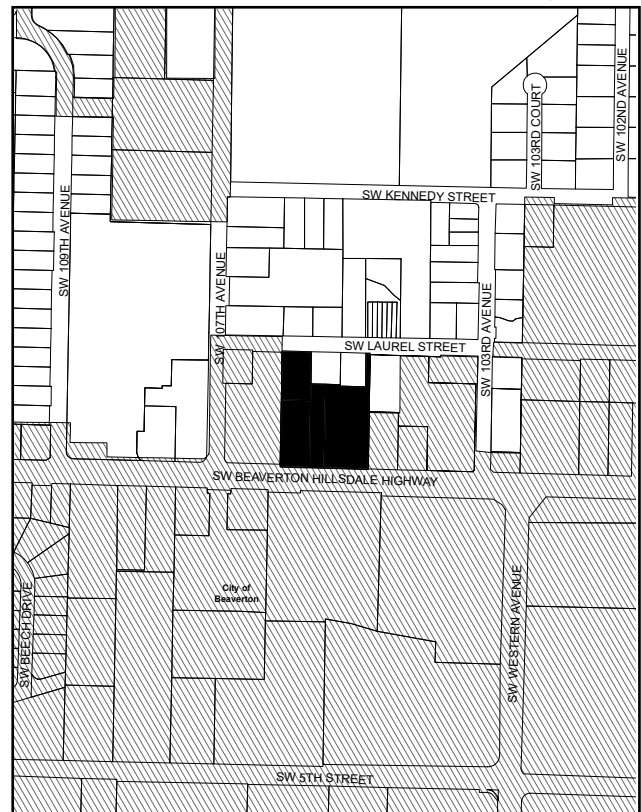 SW 102ND AVENUE
SW 103RD COURT
SW KENNEDY STREET
SW 109TH AVENUE
SW 107TH AVENUE
SW LAUREL STREET
SW 103RD AVENUE
SW BEAVERTON HILLSDALE HIGHWAY
City of
Beaverton
SW BEECH DRIVE
SW WESTERN AVENUE
SW 5TH STREET